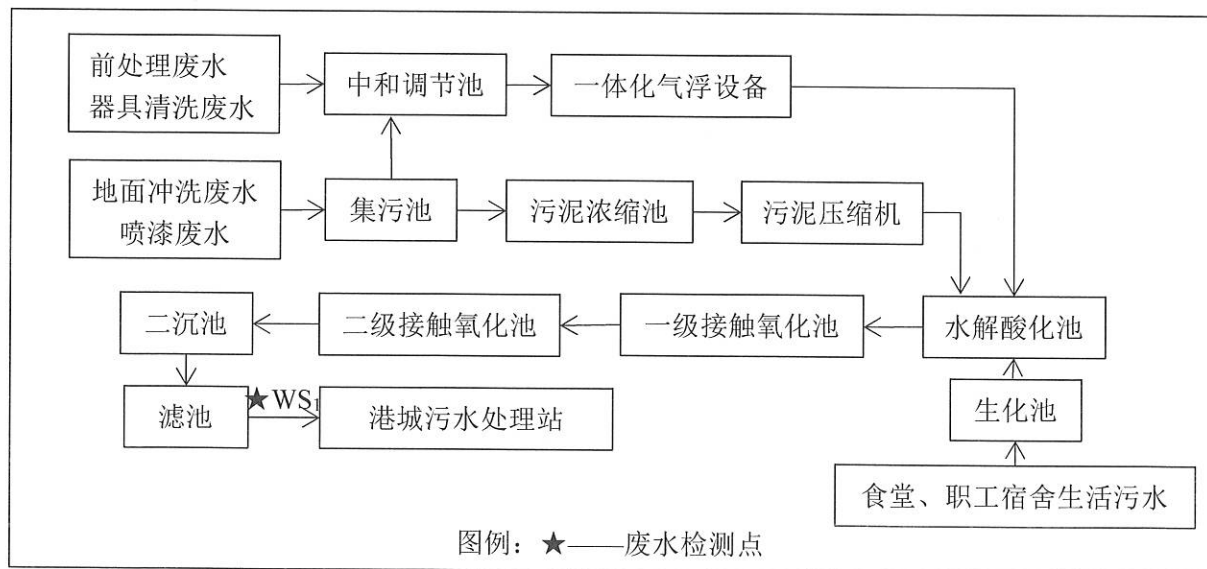 前处理废水
器具清洗废水
中和调节池
一体化气浮设备
地面冲洗废水
喷漆废水
集污池
污泥浓缩池
污泥压缩机
二沉池
二级接触氧化池
一级接触氧化池
水解酸化池
滤池
★WS₁
港城污水处理站
生化池
食堂、职工宿舍生活污水
图例：★——废水检测点